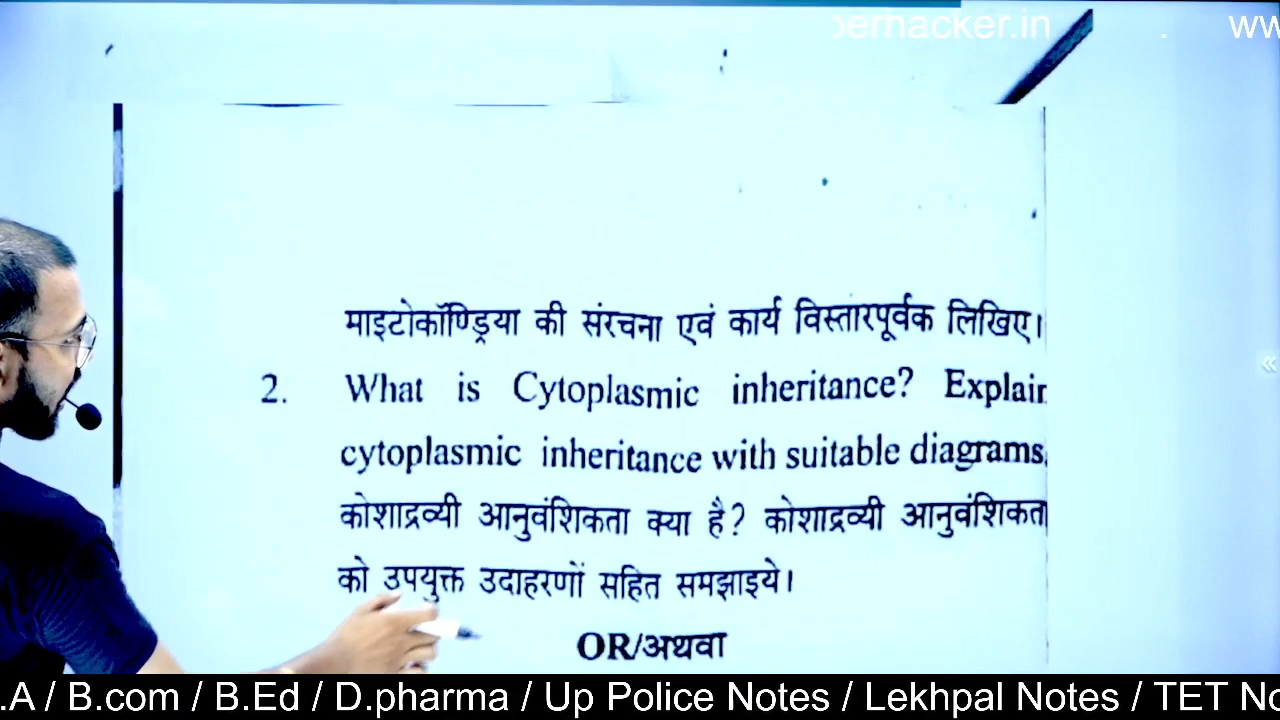 erhacker.in
माइटोकॉण्ड्रिया की संरचना एवं कार्य विस्तारपूर्वक लिखिए।
2. What is Cytoplasmic inheritance? Explain
cytoplasmic inheritance with suitable diagrams.
कोशाद्रव्यी आनुवंशिकता क्या है? कोशाद्रव्यी आनुवंशिकता
को उपयुक्त उदाहरणों सहित समझाइये।
OR/अथवा
.A / B.com / B.Ed / D.pharma / Up Police Notes / Lekhpal Notes / TET No